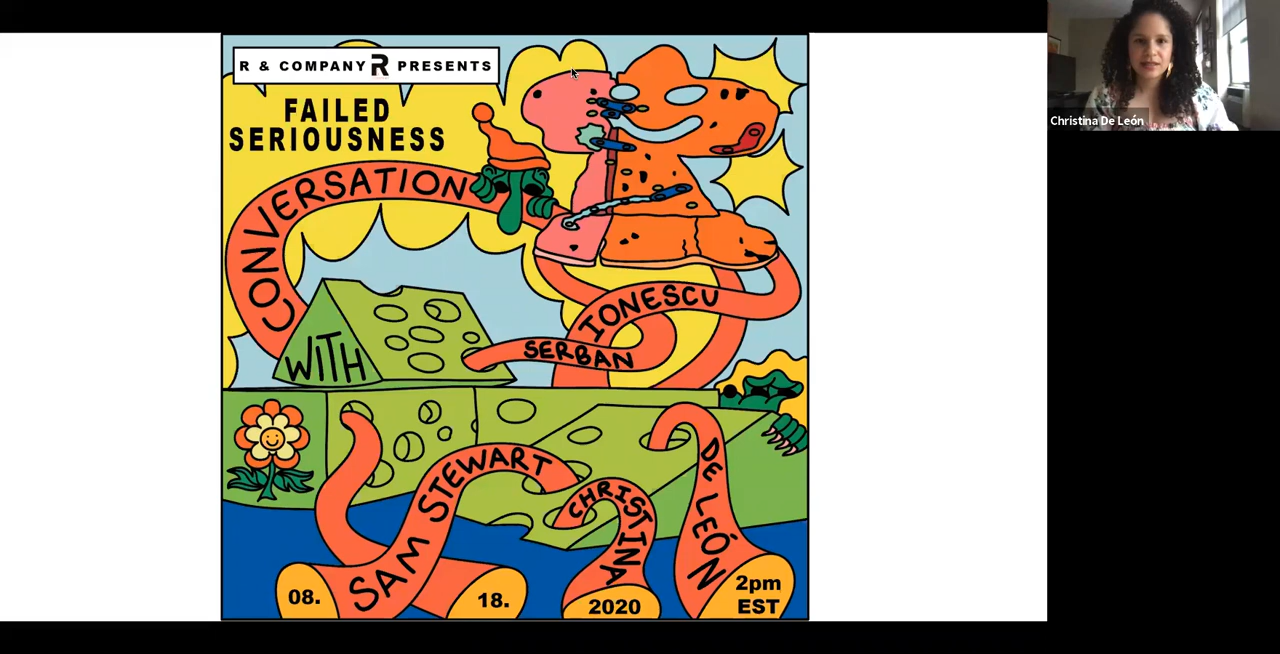 R & COMPANY R PRESENTS
FAILED
SERIOUSNESS
CONVERSATION
WITH
SERBAN
IONESCU
SAM STEWART
CHRISTINA
DE LEÓN
08.
18.
2020
2pm
EST
Christina De León